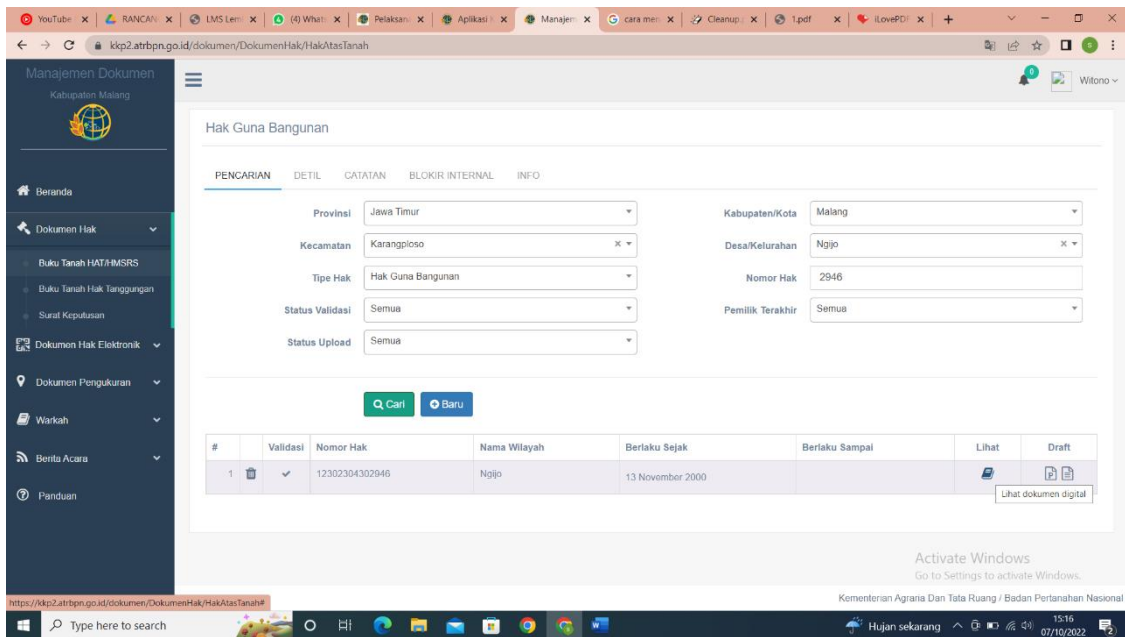 YouTube
RANCAN
LMS Lem
(4) What
Pelaksan
Aplikasi
Manajem
cara men
Cleanup
1.pdf
iLovePDF
kkp2.atrbpn.go.id/dokumen/DokumenHak/HakAtasTanah
Manajemen Dokumen
Kabupaten Malang
0
Witono
Hak Guna Bangunan
PENCARIAN DETIL CATATAN BLOKIR INTERNAL INFO
Beranda
Dokumen Hak
Buku Tanah HAT/HMSRS
Buku Tanah Hak Tanggungan
Surat Keputusan
Dokumen Hak Elektronik
Dokumen Pengukuran
Warkah
Berita Acara
Panduan
Provinsi Jawa Timur Kabupaten/Kota Malang
Kecamatan Karangploso Desa/Kelurahan Ngijo
Tipe Hak Hak Guna Bangunan Nomor Hak 2946
Status Validasi Semua Pemilik Terakhir Semua
Status Upload Semua
Cari Baru
# Validasi Nomor Hak Nama Wilayah Berlaku Sejak Berlaku Sampai Lihat Draft
1 12302304302946 Ngijo 13 November 2000
Lihat dokumen digital
Activate Windows
Go to Settings to activate Windows.
Kementerian Agraria Dan Tata Ruang / Badan Pertanahan Nasional
https://kkp2.atrbpn.go.id/dokumen/DokumenHak/HakAtasTanah#
Type here to search
Hujan sekarang
15:16
07/10/2022